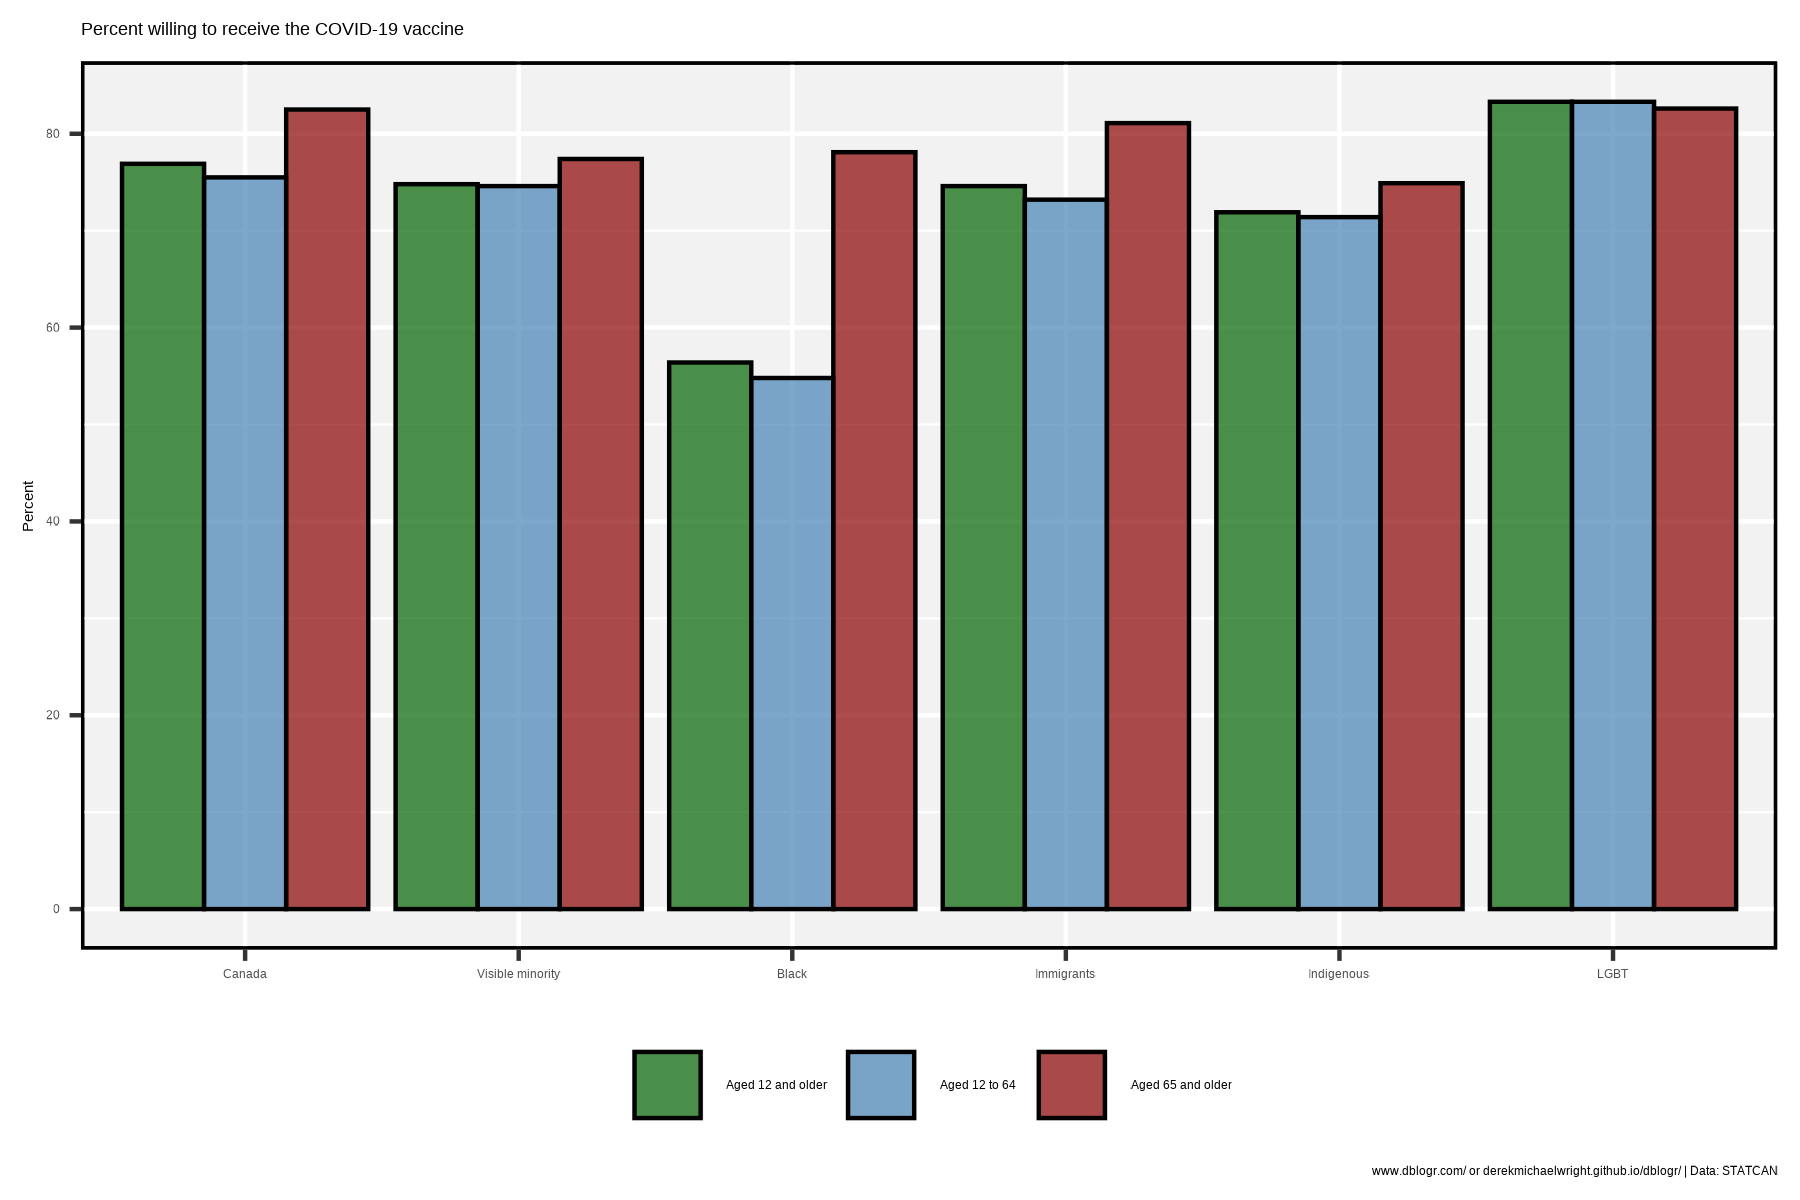 Percent willing to receive the COVID-19 vaccine
80
60
40
20
0
Percent
Canada Visible minority Black Immigrants Indigenous LGBT
Aged 12 and older Aged 12 to 64 Aged 65 and older
www.dblogr.com/ or derekmichaelwright.github.io/dblogr/ | Data: STATCAN